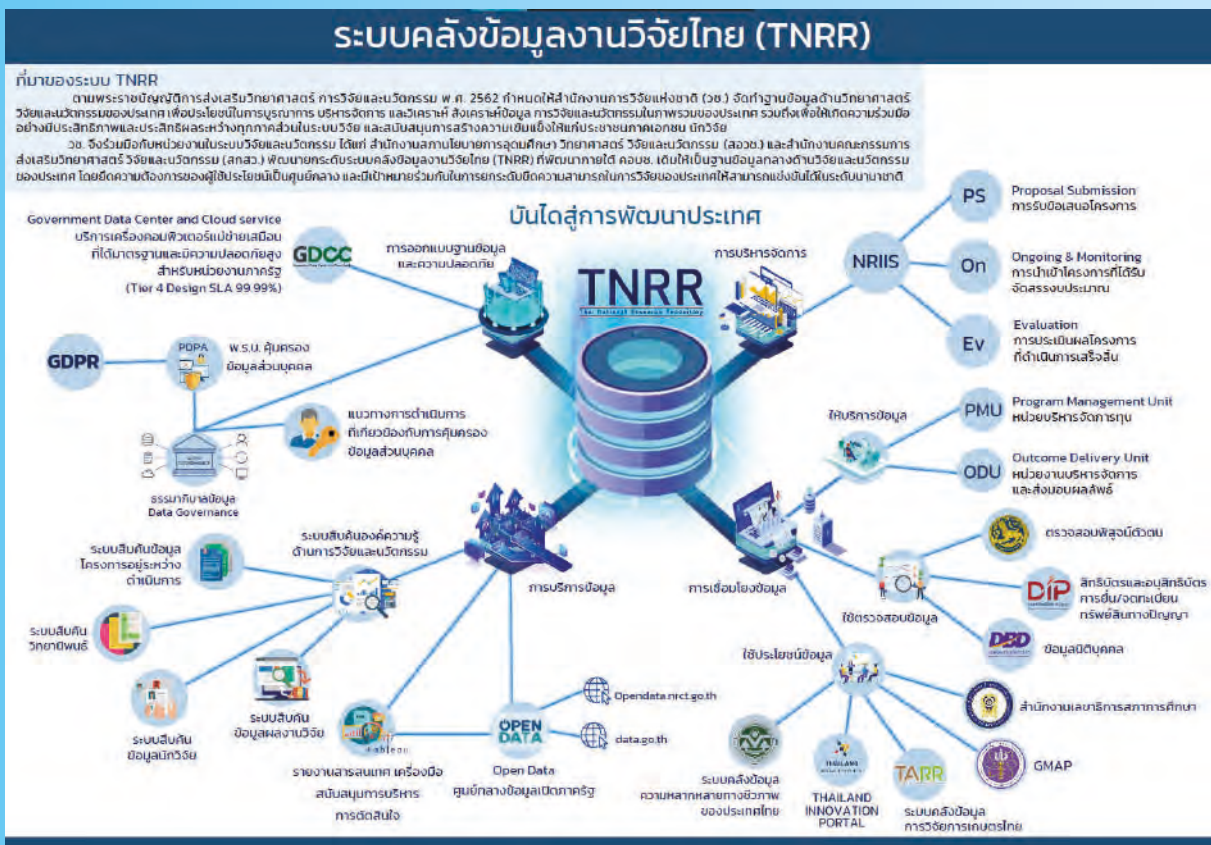 ระบบคลังข้อมูลงานวิจัยไทย (TNRR)
ที่มาของระบบ TNRR
ตามพระราชบัญญัติการส่งเสริมวิทยาศาสตร์ การวิจัยและนวัตกรรม พ.ศ. 2562 กำหนดให้สำนักงานการวิจัยแห่งชาติ (วช.) จัดทำฐานข้อมูลด้านวิทยาศาสตร์
วิจัยและนวัตกรรมของประเทศ เพื่อประโยชน์ในการบูรณาการ บริหารจัดการ และวิเคราะห์ สังเคราะห์ข้อมูล การวิจัยและนวัตกรรมในภาพรวมของประเทศ รวมถึงเพื่อให้เกิดความร่วมมือ
อย่างมีประสิทธิภาพและประสิทธิผลระหว่างทุกภาคส่วนในระบบวิจัย และสนับสนุนการสร้างความเข้มแข็งให้แก่ประชาชนภาคเอกชน นักวิจัย
วช. จึงร่วมมือกับหน่วยงานในระบบวิจัยและนวัตกรรม ได้แก่ สำนักงานสภานโยบายการอุดมศึกษา วิทยาศาสตร์ วิจัยและนวัตกรรม (สอวช.) และสำนักงานคณะกรรมการ
ส่งเสริมวิทยาศาสตร์ วิจัยและนวัตกรรม (สกสว.) พัฒนายกระดับระบบคลังข้อมูลงานวิจัยไทย (TNRR) ที่พัฒนาภายใต้ คอบช. เดิมให้เป็นฐานข้อมูลกลางด้านวิจัยและนวัตกรรม
ของประเทศ โดยยึดความต้องการของผู้ใช้ประโยชน์เป็นศูนย์กลาง และมีเป้าหมายร่วมกันในการยกระดับขีดความสามารถในการวิจัยของประเทศให้สามารถแข่งขันได้ในระดับนานาชาติ
บันไดสู่การพัฒนาประเทศ
TNRR
Thai National Research Repository
Government Data Center and Cloud service
บริการเครื่องคอมพิวเตอร์แม่ข่ายเสมือน
ที่ได้มาตรฐานและมีความปลอดภัยสูง
สำหรับหน่วยงานภาครัฐ
(Tier 4 Design SLA 99.99%)
GDCC
การออกแบบฐานข้อมูล
และความปลอดภัย
การบริหารจัดการ
NRIIS
PS
Proposal Submission
การรับข้อเสนอโครงการ
On
Ongoing & Monitoring
การนำเข้าโครงการที่ได้รับ
จัดสรรงบประมาณ
Ev
Evaluation
การประเมินผลโครงการ
ที่ดำเนินการเสร็จสิ้น
GDPR
PDPA
พ.ร.บ. คุ้มครอง
ข้อมูลส่วนบุคคล
แนวทางการดำเนินการ
ที่เกี่ยวข้องกับการคุ้มครอง
ข้อมูลส่วนบุคคล
ธรรมาภิบาลข้อมูล
Data Governance
ให้บริการข้อมูล
PMU
Program Management Unit
หน่วยบริหารจัดการทุน
ODU
Outcome Delivery Unit
หน่วยงานบริหารจัดการ
และส่งมอบผลลัพธ์
ระบบสืบค้นองค์ความรู้
ด้านการวิจัยและนวัตกรรม
ระบบสืบค้นข้อมูล
โครงการอยู่ระหว่าง
ดำเนินการ
ระบบสืบค้น
วิทยานิพนธ์
ระบบสืบค้น
ข้อมูลนักวิจัย
ระบบสืบค้น
ข้อมูลผลงานวิจัย
การบริการข้อมูล
การเชื่อมโยงข้อมูล
ใช้ตรวจสอบข้อมูล
ตรวจสอบพิสูจน์ตัวตน
DIP
สิทธิบัตรและอนุสิทธิบัตร
การยื่น/จดทะเบียน
ทรัพย์สินทางปัญญา
DBD
ข้อมูลนิติบุคคล
ใช้ประโยชน์ข้อมูล
สำนักงานเลขาธิการสภาการศึกษา
GMAP
TARR
ระบบคลังข้อมูล
การวิจัยการเกษตรไทย
THAILAND
THAILAND
INNOVATION
PORTAL
ระบบคลังข้อมูล
ความหลากหลายทางชีวภาพ
ของประเทศไทย
Opendata.nrct.go.th
data.go.th
OPEN
DATA
Open Data
ศูนย์กลางข้อมูลเปิดภาครัฐ
tableau
รายงานสารสนเทศ เครื่องมือ
สนับสนุนการบริหาร
การตัดสินใจ